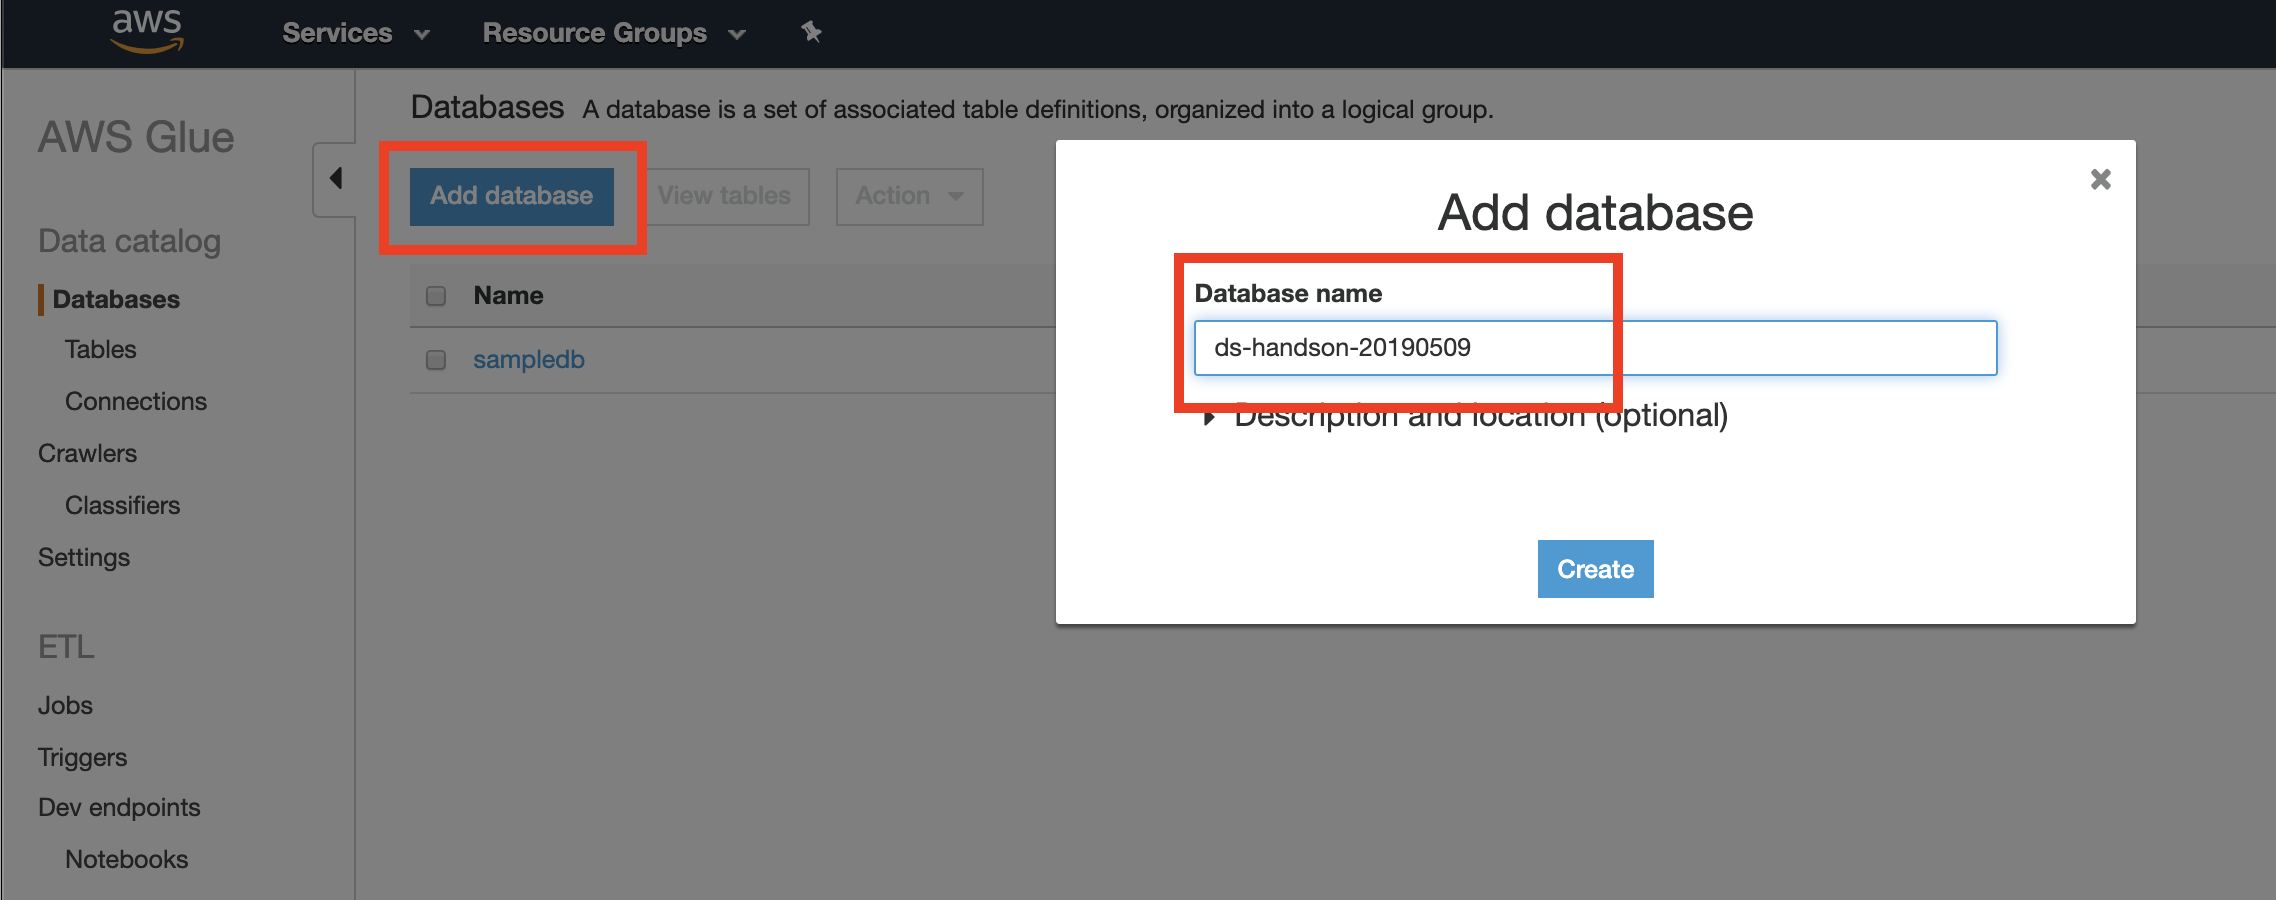 aws Services Resource Groups
AWS Glue
Data catalog
Databases
Tables
Connections
Crawlers
Classifiers
Settings
ETL
Jobs
Triggers
Dev endpoints
Notebooks
Databases A database is a set of associated table definitions, organized into a logical group.
Add database View tables Action
Name
sampledb
Add database
Database name
ds-handson-20190509
Description and location (optional)
Create